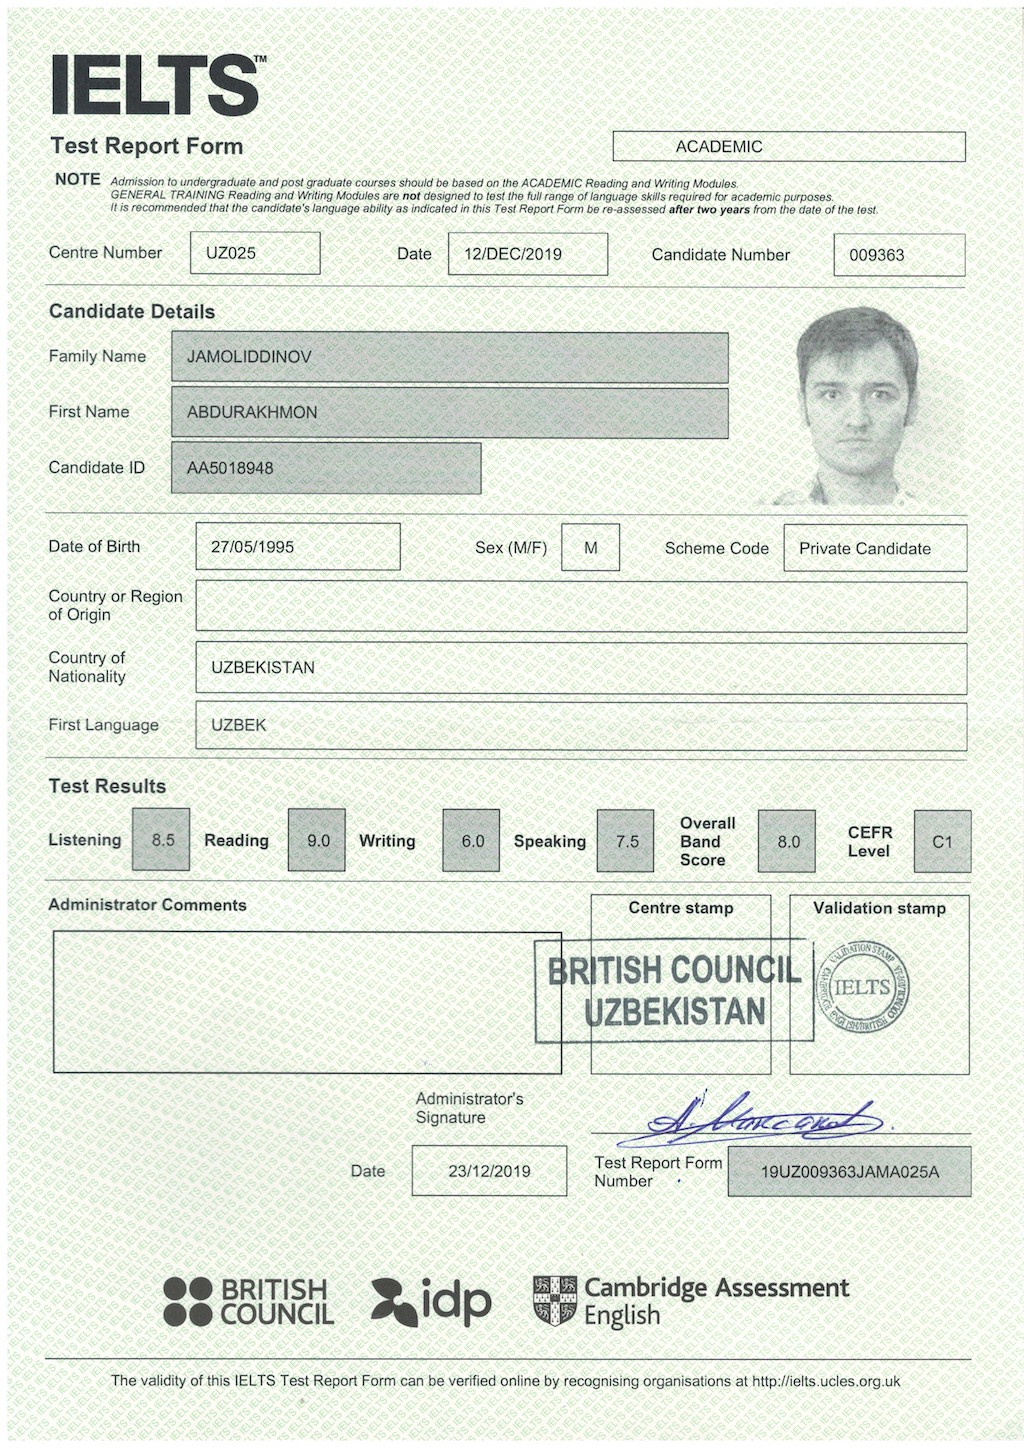 IELTS™
Test Report Form
ACADEMIC
NOTE Admission to undergraduate and post graduate courses should be based on the ACADEMIC Reading and Writing Modules.
GENERAL TRAINING Reading and Writing Modules are not designed to test the full range of language skills required for academic purposes.
It is recommended that the candidate's language ability as indicated in this Test Report Form be re-assessed after two years from the date of the test.
Centre Number UZ025 Date 12/DEC/2019 Candidate Number 009363
Candidate Details
Family Name JAMOLIDDINOV
First Name ABDURAKHMON
Candidate ID AA5018948
Date of Birth 27/05/1995 Sex (M/F) M Scheme Code Private Candidate
Country or Region
of Origin
Country of
Nationality
UZBEKISTAN
First Language UZBEK
Test Results
Listening 8.5 Reading 9.0 Writing 6.0 Speaking 7.5 Overall Band Score 8.0 CEFR Level C1
Administrator Comments
Centre stamp
Validation stamp
BRITISH COUNCIL
UZBEKISTAN
VALIDATION STAMP
IELTS
Administrator's
Signature
Date 23/12/2019
Test Report Form
Number
19UZ009363JAMA025A
BRITISH
COUNCIL
idp
Cambridge Assessment
English
The validity of this IELTS Test Report Form can be verified online by recognising organisations at http://ielts.ucles.org.uk